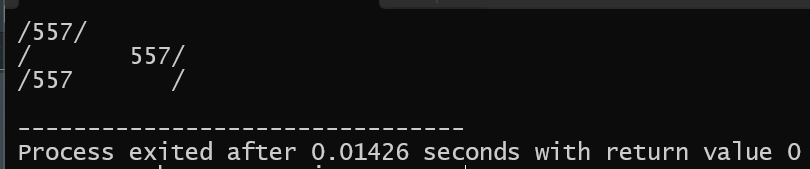 /557/
/       557/
/557       /
--------------------------------
Process exited after 0.01426 seconds with return value 0